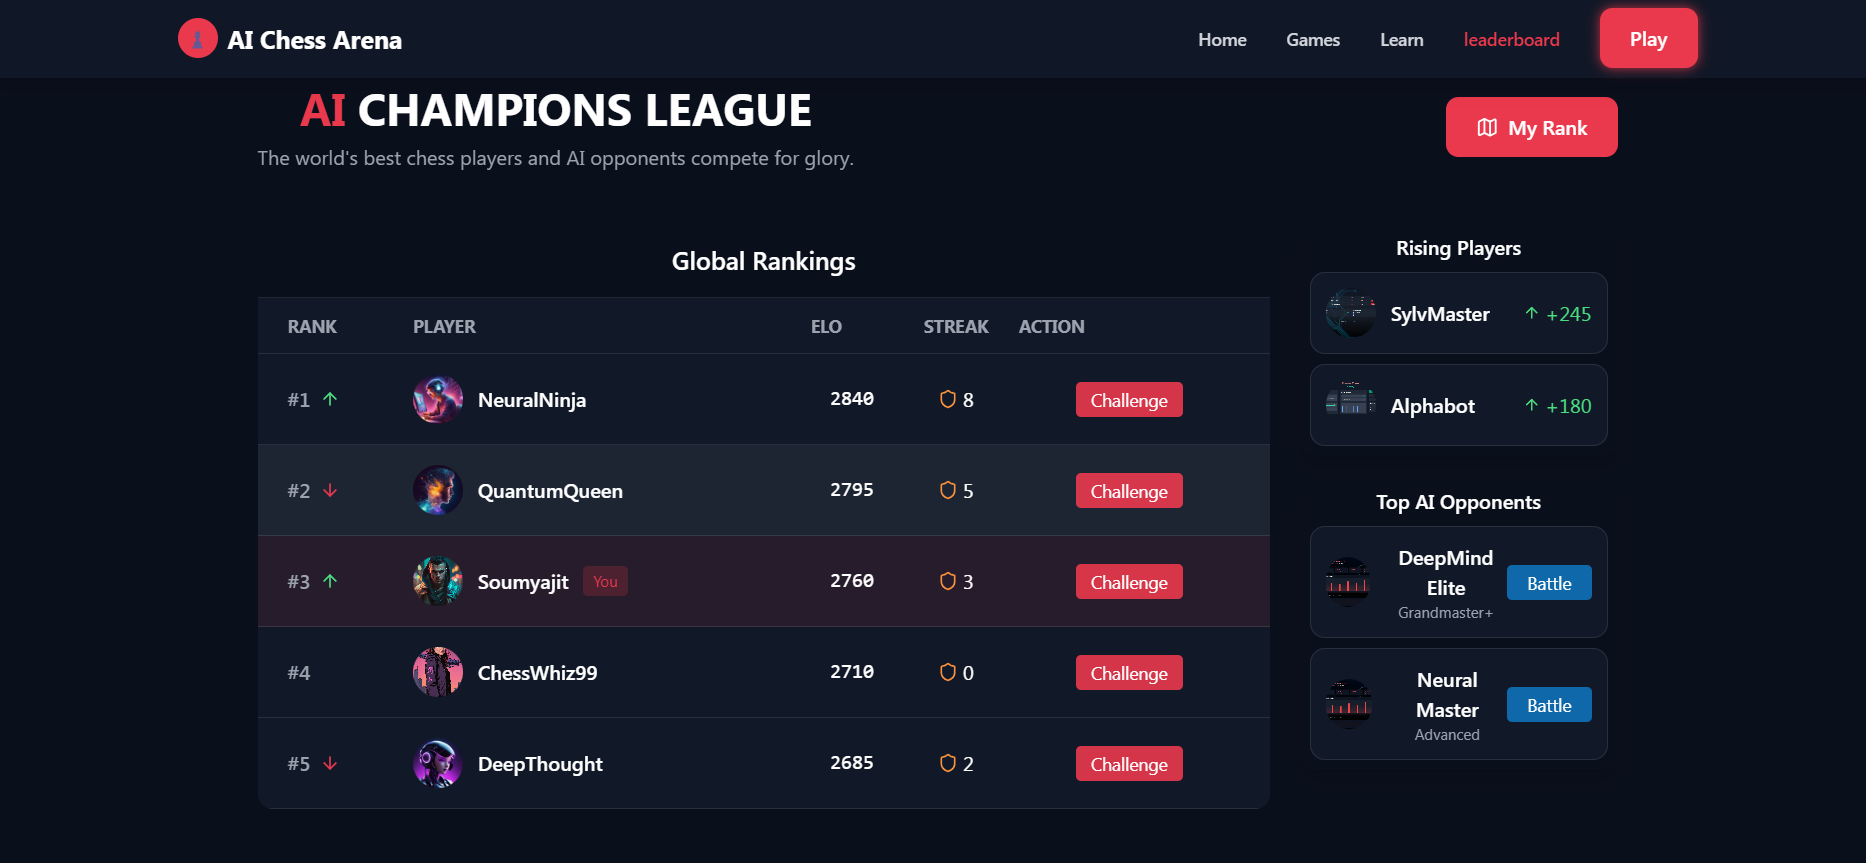 AI Chess Arena
Home Games Learn leaderboard Play
AI CHAMPIONS LEAGUE
The world's best chess players and AI opponents compete for glory.
My Rank
Global Rankings
RANK PLAYER ELO STREAK ACTION
#1 NeuralNinja 2840 8 Challenge
#2 QuantumQueen 2795 5 Challenge
#3 Soumyajit You 2760 3 Challenge
#4 ChessWhiz99 2710 0 Challenge
#5 DeepThought 2685 2 Challenge
Rising Players
SylvMaster +245
Alphabot +180
Top AI Opponents
DeepMind
Elite
Grandmaster+
Battle
Neural
Master
Advanced
Battle